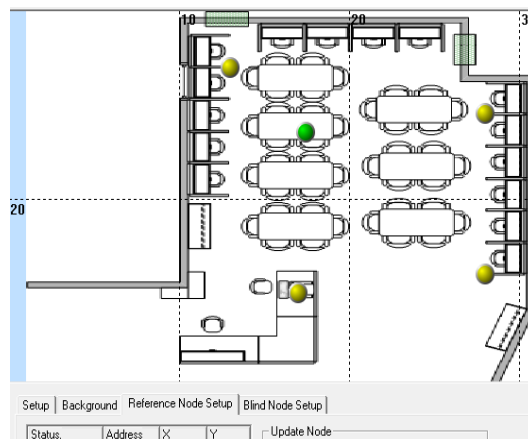 10 20 3
20
Setup Background Reference Node Setup Blind Node Setup
Status. Address X Y Update Node